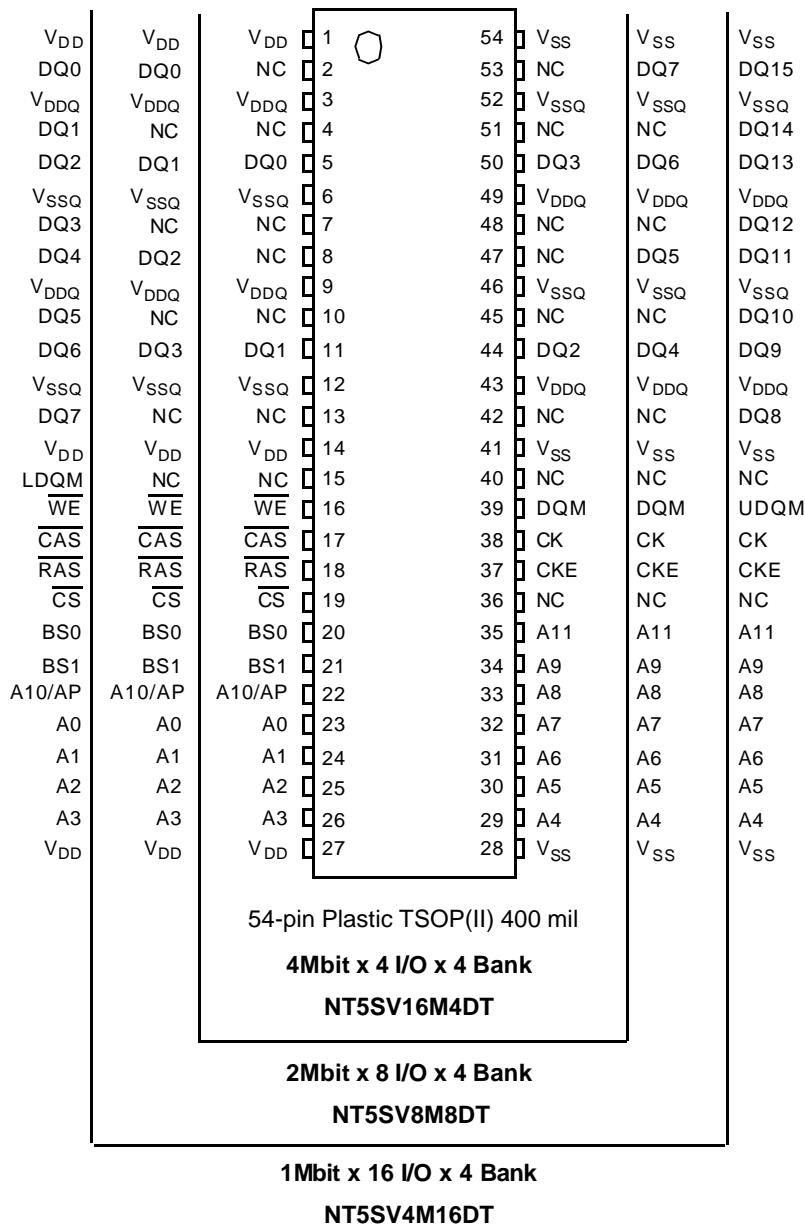 VDD VDD VDD 1 54 VSS VSS VSS
DQ0 DQ0 NC 2 53 NC DQ7 DQ15
VDDQ VDDQ VDDQ 3 52 VSSQ VSSQ VSSQ
DQ1 NC NC 4 51 NC NC DQ14
DQ2 DQ1 DQ0 5 50 DQ3 DQ6 DQ13
VSSQ VSSQ VSSQ 6 49 VDDQ VDDQ VDDQ
DQ3 NC NC 7 48 NC NC DQ12
DQ4 DQ2 NC 8 47 NC DQ5 DQ11
VDDQ VDDQ VDDQ 9 46 VSSQ VSSQ VSSQ
DQ5 NC NC 10 45 NC NC DQ10
DQ6 DQ3 DQ1 11 44 DQ2 DQ4 DQ9
VSSQ VSSQ VSSQ 12 43 VDDQ VDDQ VDDQ
DQ7 NC NC 13 42 NC NC DQ8
VDD VDD VDD 14 41 VSS VSS VSS
LDQM NC NC 15 40 NC NC NC
W̅E̅ W̅E̅ W̅E̅ 16 39 DQM DQM UDQM
C̅A̅S̅ C̅A̅S̅ C̅A̅S̅ 17 38 CK CK CK
R̅A̅S̅ R̅A̅S̅ R̅A̅S̅ 18 37 CKE CKE CKE
C̅S̅ C̅S̅ C̅S̅ 19 36 NC NC NC
BS0 BS0 BS0 20 35 A11 A11 A11
BS1 BS1 BS1 21 34 A9 A9 A9
A10/AP A10/AP A10/AP 22 33 A8 A8 A8
A0 A0 A0 23 32 A7 A7 A7
A1 A1 A1 24 31 A6 A6 A6
A2 A2 A2 25 30 A5 A5 A5
A3 A3 A3 26 29 A4 A4 A4
VDD VDD VDD 27 28 VSS VSS VSS
54-pin Plastic TSOP(II) 400 mil
4Mbit x 4 I/O x 4 Bank
NT5SV16M4DT
2Mbit x 8 I/O x 4 Bank
NT5SV8M8DT
1Mbit x 16 I/O x 4 Bank
NT5SV4M16DT